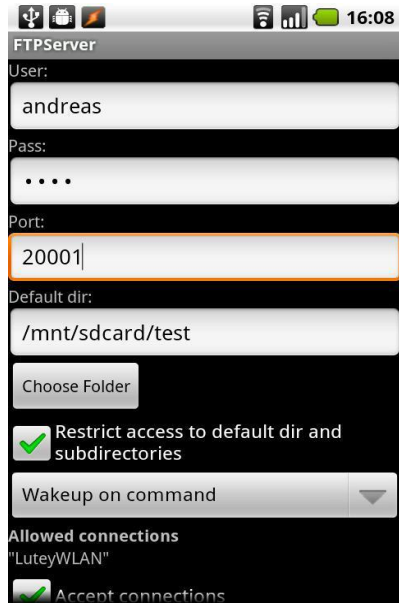 16:08
FTPServer
User:
andreas
Pass:
••••
Port:
20001
Default dir:
/mnt/sdcard/test
Choose Folder
Restrict access to default dir and
subdirectories
Wakeup on command
Allowed connections
"LuteyWLAN"
Accept connections